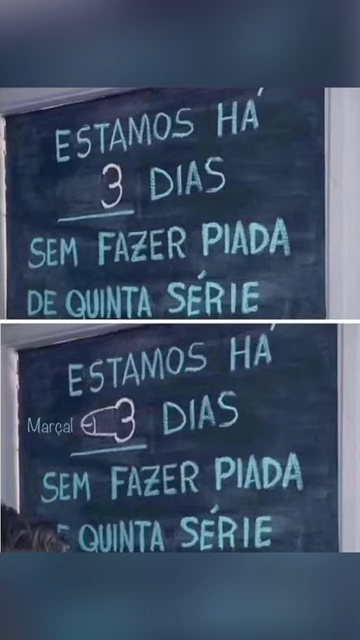 ESTAMOS HÁ
3 DIAS
SEM FAZER PIADA
DE QUINTA SÉRIE
ESTAMOS HÁ
Marçal 3 DIAS
SEM FAZER PIADA
E QUINTA SÉRIE